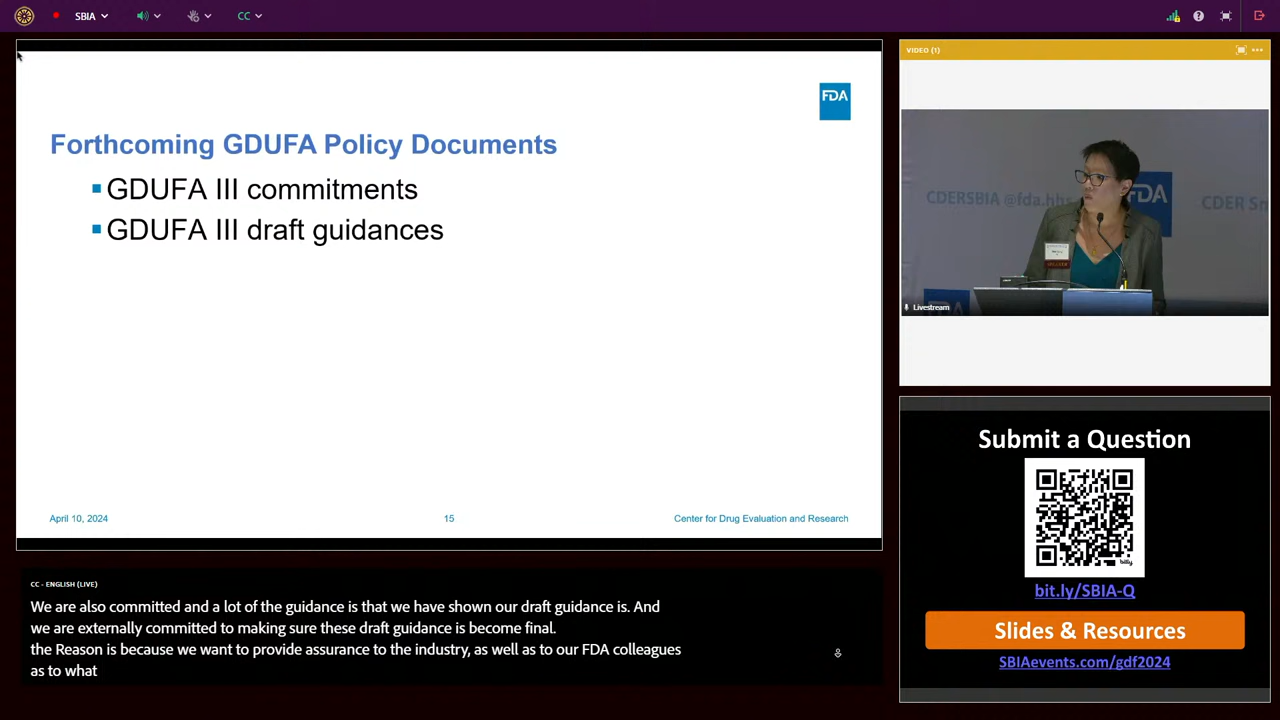 SBIA
CC
FDA
Forthcoming GDUFA Policy Documents
GDUFA III commitments
GDUFA III draft guidances
April 10, 2024
15
Center for Drug Evaluation and Research
CC - ENGLISH (LIVE)
We are also committed and a lot of the guidance is that we have shown our draft guidance is. And
we are externally committed to making sure these draft guidance is become final.
the Reason is because we want to provide assurance to the industry, as well as to our FDA colleagues
as to what
VIDEO (1)
CDERSBIA @fda.hhs
FDA
CDER
Livestream
Submit a Question
bitly
bit.ly/SBIA-Q
Slides & Resources
SBIAevents.com/gdf2024